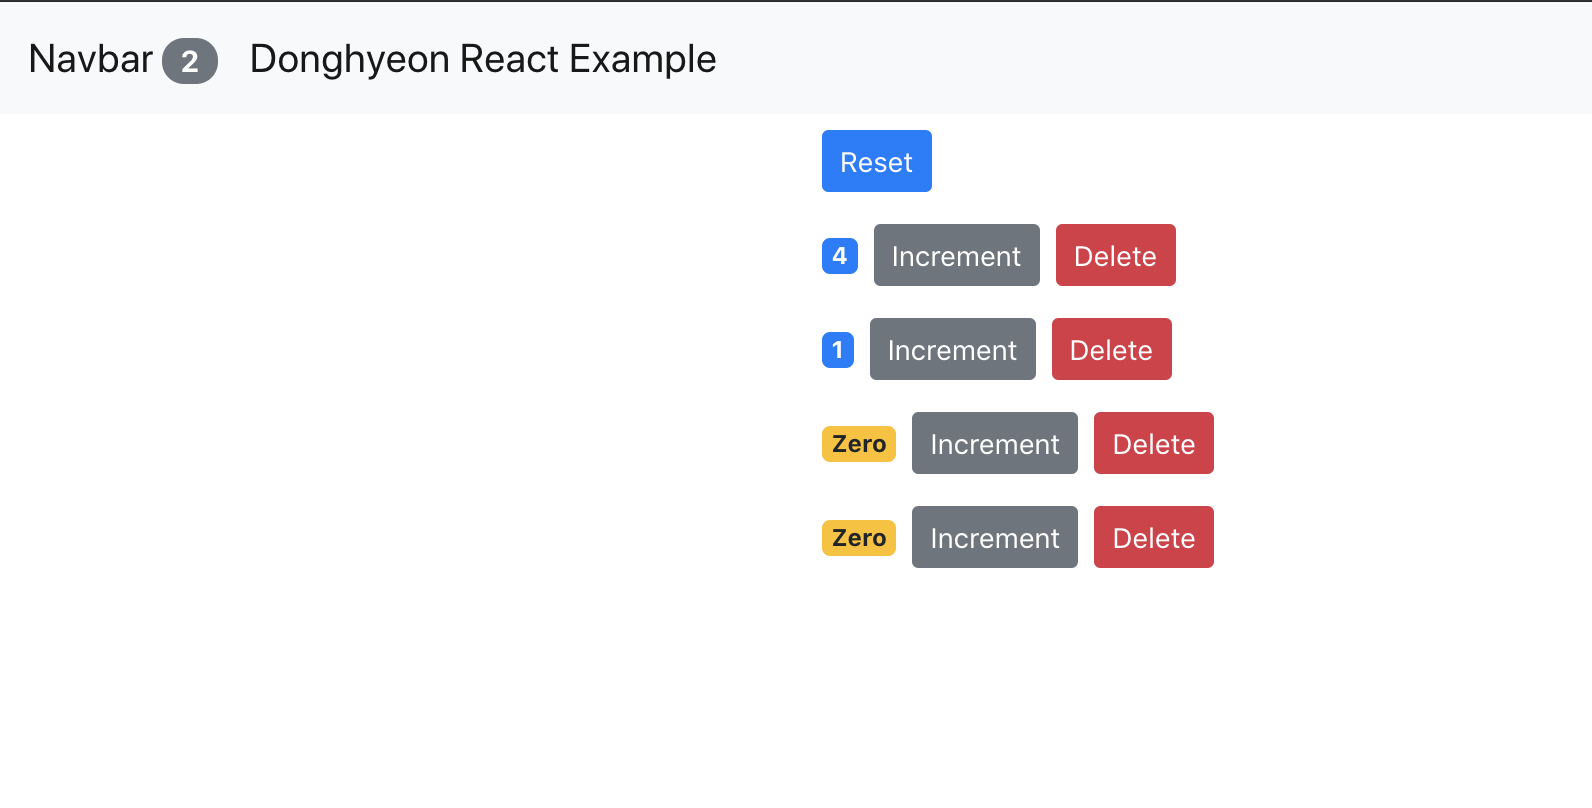 Navbar 2 Donghyeon React Example
Reset
4 Increment Delete
1 Increment Delete
Zero Increment Delete
Zero Increment Delete